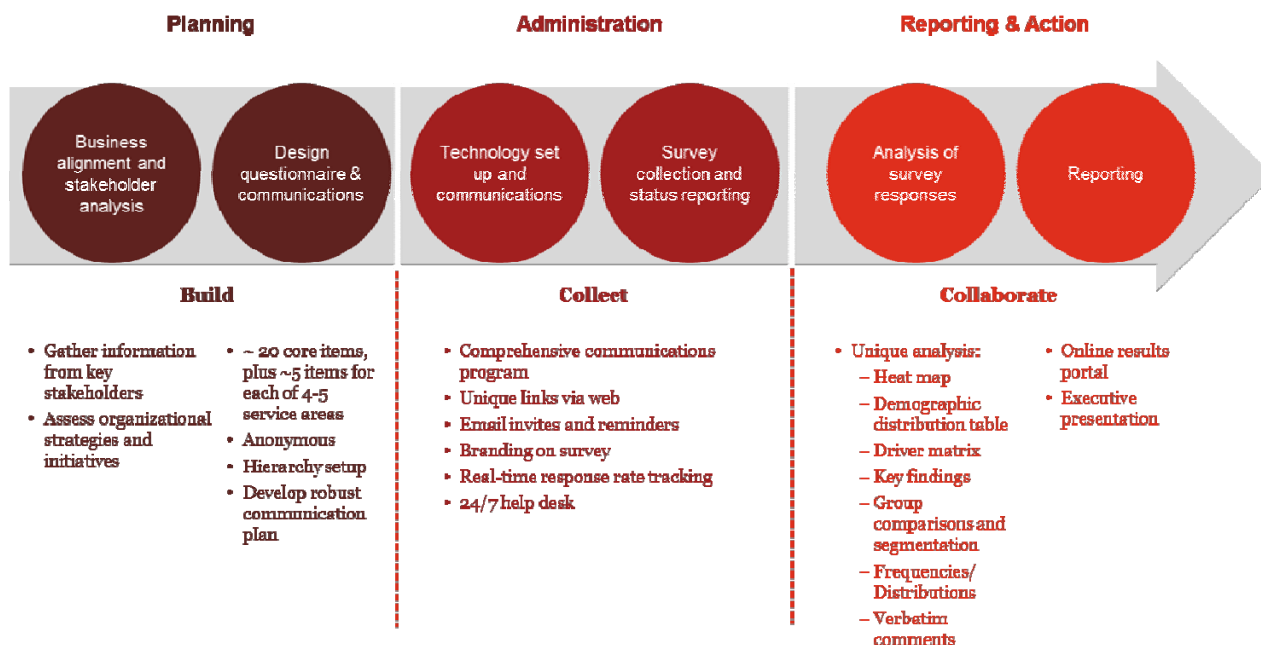 Planning
Administration
Reporting & Action
Business
alignment and
stakeholder
analysis
Design
questionnaire &
communications
Technology set
up and
communications
Survey
collection and
status reporting
Analysis of
survey
responses
Reporting
Build
• Gather information
from key
stakeholders
• Assess organizational
strategies and
initiatives
• ~ 20 core items,
plus ~5 items for
each of 4-5
service areas
• Anonymous
• Hierarchy setup
• Develop robust
communication
plan
Collect
• Comprehensive communications
program
• Unique links via web
• Email invites and reminders
• Branding on survey
• Real-time response rate tracking
• 24/7 help desk
Collaborate
• Unique analysis:
– Heat map
– Demographic
distribution table
– Driver matrix
– Key findings
– Group
comparisons and
segmentation
– Frequencies/
Distributions
– Verbatim
comments
• Online results
portal
• Executive
presentation